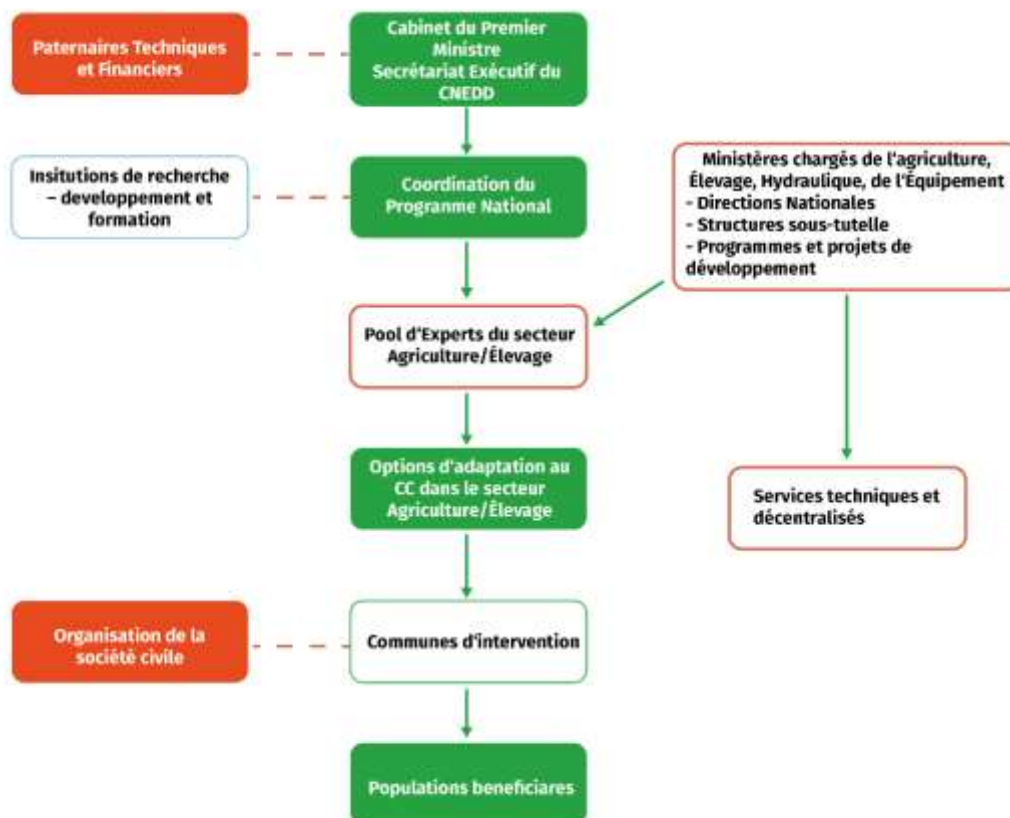 Paternaires Techniques
et Financiers
Cabinet du Premier
Ministre
Secrétariat Exécutif du
CNEDD
Insitutions de recherche
– developpement et
formation
Coordination du
Programme National
Ministères chargés de l'agriculture,
Élevage, Hydraulique, de l'Équipement
- Directions Nationales
- Structures sous-tutelle
- Programmes et projets de
développement
Pool d'Experts du secteur
Agriculture/Élevage
Options d'adaptation au
CC dans le secteur
Agriculture/Élevage
Services techniques et
décentralisés
Organisation de la
société civile
Communes d'intervention
Populations beneficiares